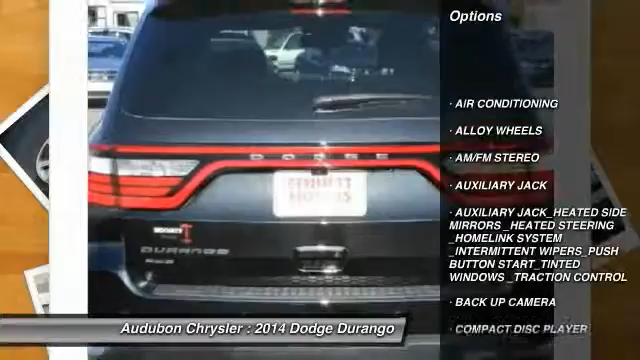 Options
· AIR CONDITIONING
· ALLOY WHEELS
· AM/FM STEREO
· AUXILIARY JACK
· AUXILIARY JACK_HEATED SIDE
MIRRORS_HEATED STEERING
_HOMELINK SYSTEM
_INTERMITTENT WIPERS_PUSH
BUTTON START_TINTED
WINDOWS_TRACTION CONTROL
· BACK UP CAMERA
· COMPACT DISC PLAYER
DODGE
DURANGO
Audubon Chrysler : 2014 Dodge Durango